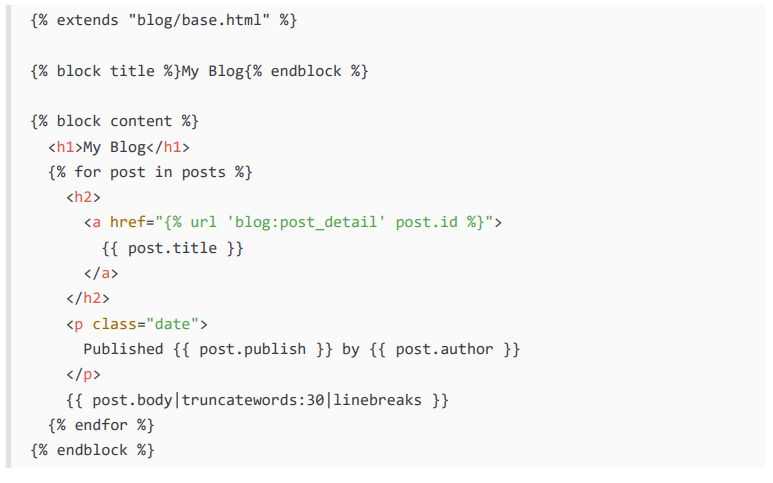 {% extends "blog/base.html" %}
{% block title %}My Blog{% endblock %}
{% block content %}
<h1>My Blog</h1>
{% for post in posts %}
<h2>
<a href="{% url 'blog:post_detail' post.id %}">
{{ post.title }}
</a>
</h2>
<p class="date">
Published {{ post.publish }} by {{ post.author }}
</p>
{{ post.body|truncatewords:30|linebreaks }}
{% endfor %}
{% endblock %}